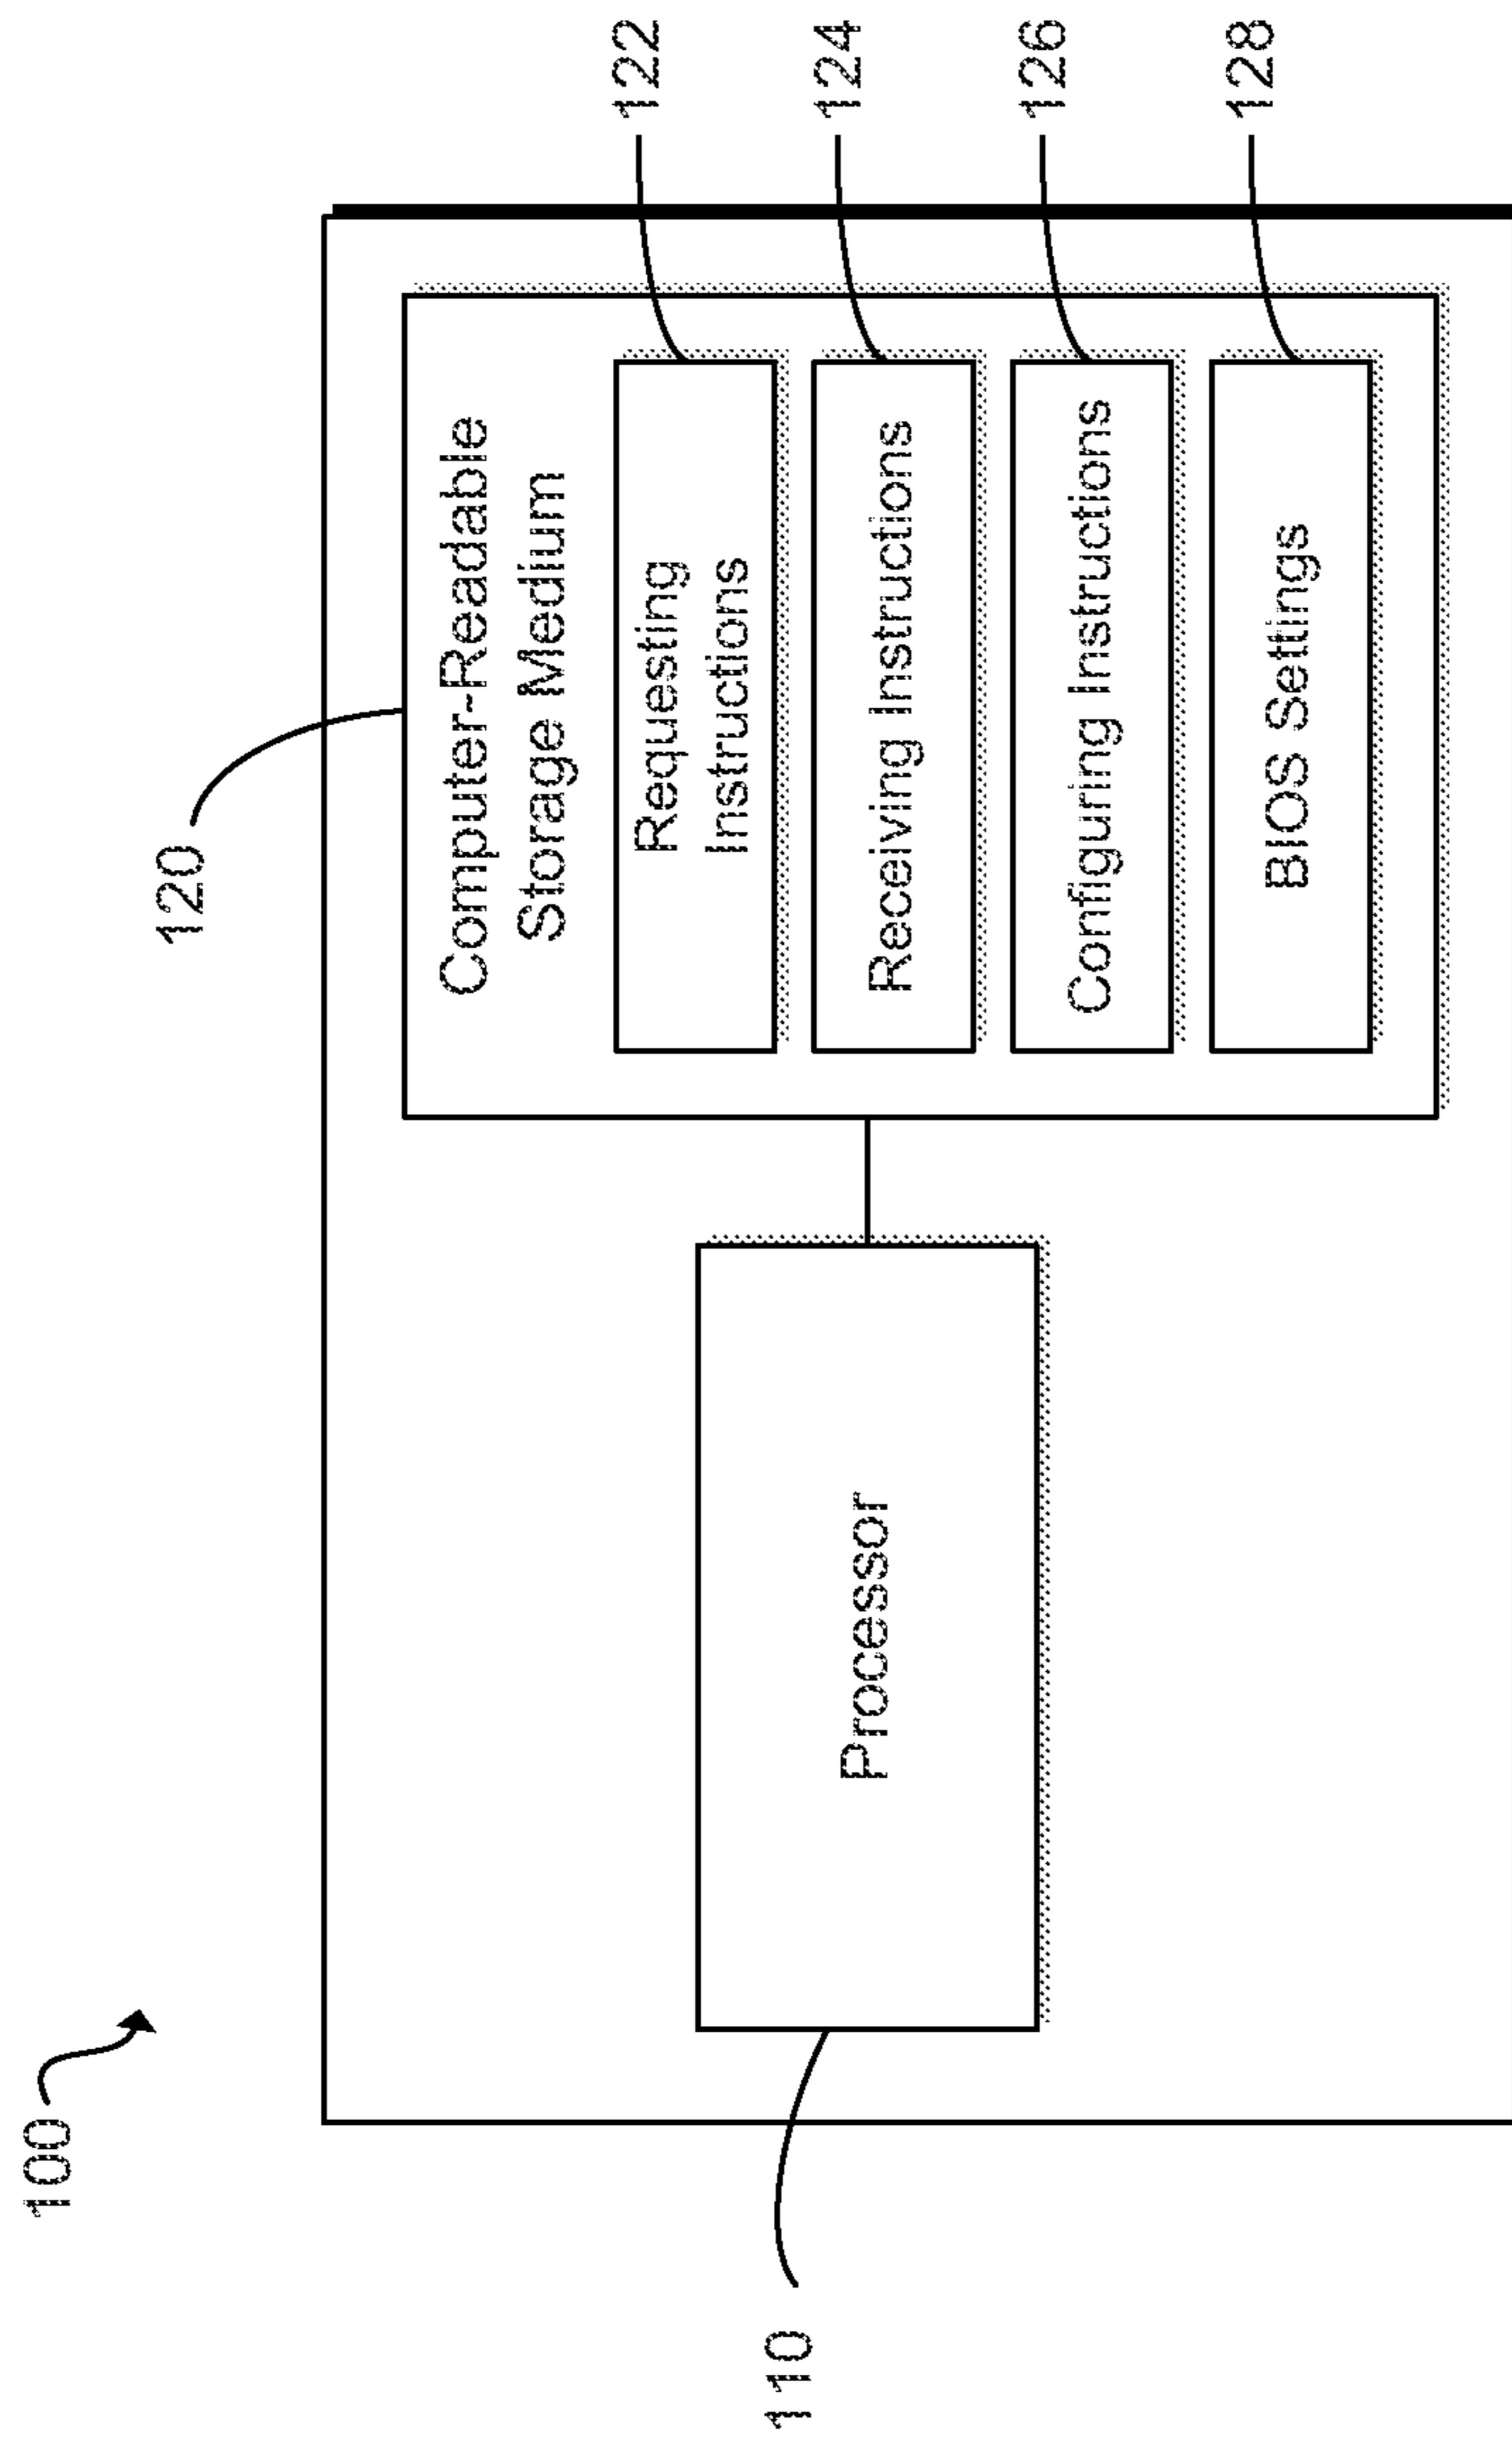 100
120
Computer-Readable
Storage Medium
Requesting
Instructions
122
Receiving Instructions
124
Processor
Configuring Instructions
126
BIOS Settings
128
110